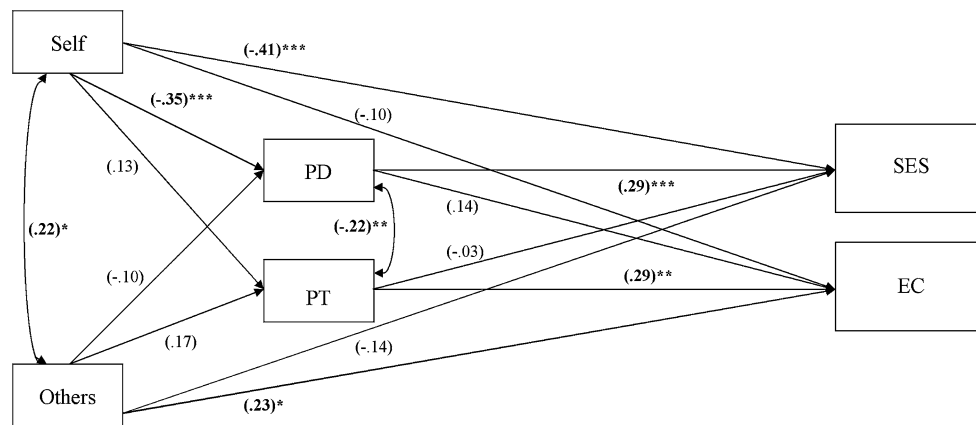 Self
(-.41)***
(-.35)***
(-.10)
(.13)
PD
SES
(.29)***
(.14)
(.22)*
(-.22)**
(-.03)
(-.10)
PT
(.29)**
EC
(.17)
(-.14)
Others
(.23)*